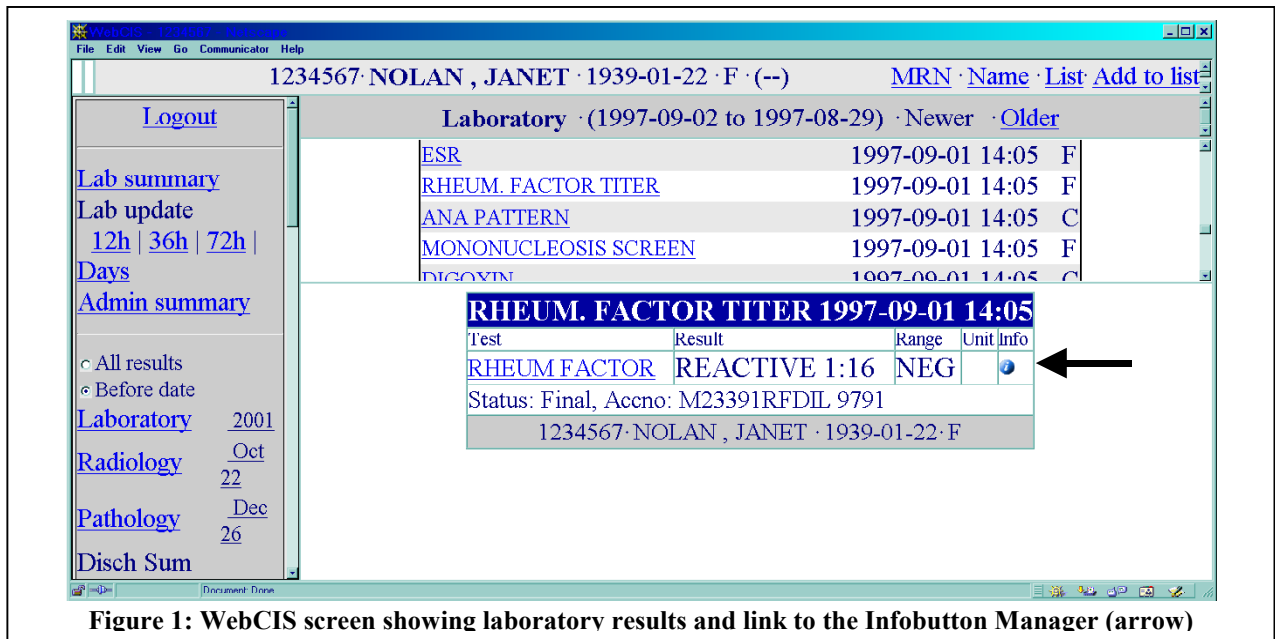 File Edit View Go Communicator Help
1234567· NOLAN , JANET · 1939-01-22 · F · (--) MRN · Name · List· Add to list
Logout
Lab summary
Lab update
12h | 36h | 72h |
Days
Admin summary
All results
Before date
Laboratory 2001
Radiology Oct
22
Pathology Dec
26
Disch Sum
Laboratory · (1997-09-02 to 1997-08-29) · Newer · Older
ESR 1997-09-01 14:05 F
RHEUM. FACTOR TITER 1997-09-01 14:05 F
ANA PATTERN 1997-09-01 14:05 C
MONONUCLEOSIS SCREEN 1997-09-01 14:05 F
DIGOXIN 1997-09-01 14:05 C
RHEUM. FACTOR TITER 1997-09-01 14:05
Test Result Range Unit Info
RHEUM FACTOR REACTIVE 1:16 NEG
Status: Final, Accno: M23391RFDIL 9791
1234567· NOLAN , JANET · 1939-01-22· F
Document: Done
Figure 1: WebCIS screen showing laboratory results and link to the Infobutton Manager (arrow)